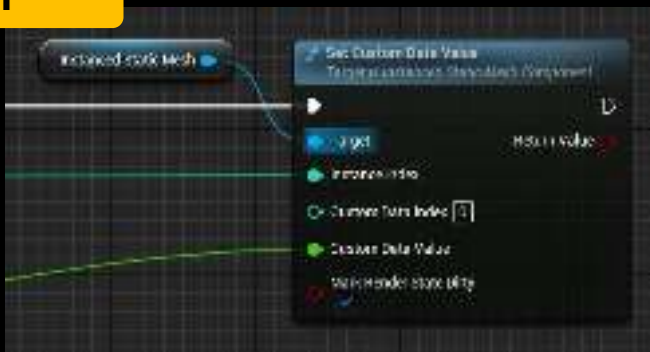 Instanced Static Mesh
Set Custom Data Value
Target is Instanced Static Mesh Component
Target
Return Value
Instance Index
Custom Data Index 0
Custom Data Value
Mark Render State Dirty